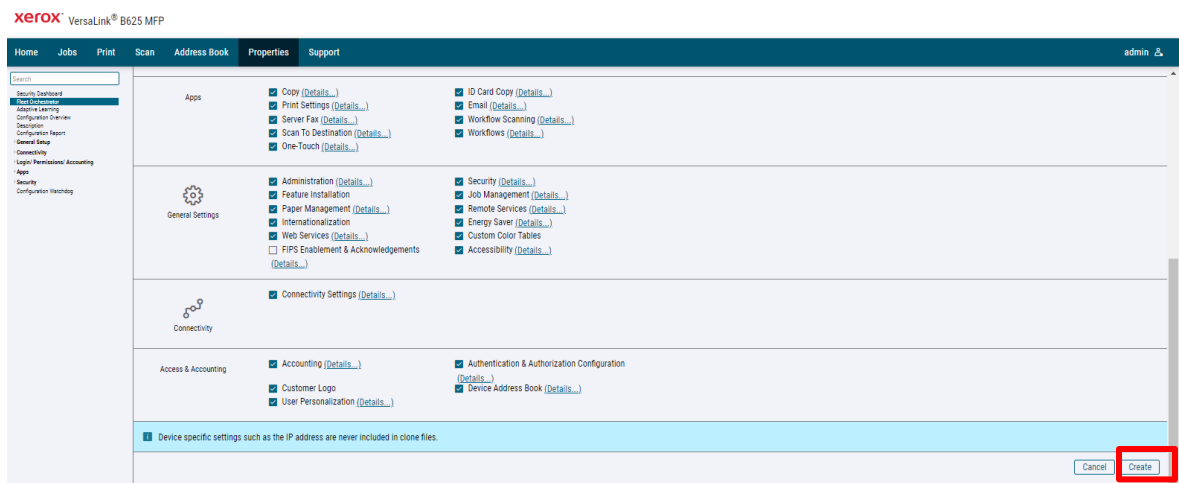 xerox™ VersaLink® B625 MFP
Home Jobs Print Scan Address Book Properties Support admin
Search
Security Dashboard
Fleet Orchestrator
Adaptive Learning
Configuration Overview
Description
Configuration Report
General Setup
Connectivity
Login/ Permissions/ Accounting
Apps
Security
Configuration Watchdog
Apps
Copy (Details...) ID Card Copy (Details...)
Print Settings (Details...) Email (Details...)
Server Fax (Details...) Workflow Scanning (Details...)
Scan To Destination (Details...) Workflows (Details...)
One-Touch (Details...)
General Settings
Administration (Details...) Security (Details...)
Feature Installation Job Management (Details...)
Paper Management (Details...) Remote Services (Details...)
Internationalization Energy Saver (Details...)
Web Services (Details...) Custom Color Tables
FIPS Enablement & Acknowledgements Accessibility (Details...)
(Details...)
Connectivity
Connectivity Settings (Details...)
Access & Accounting
Accounting (Details...) Authentication & Authorization Configuration
(Details...)
Customer Logo Device Address Book (Details...)
User Personalization (Details...)
i Device specific settings such as the IP address are never included in clone files.
Cancel Create